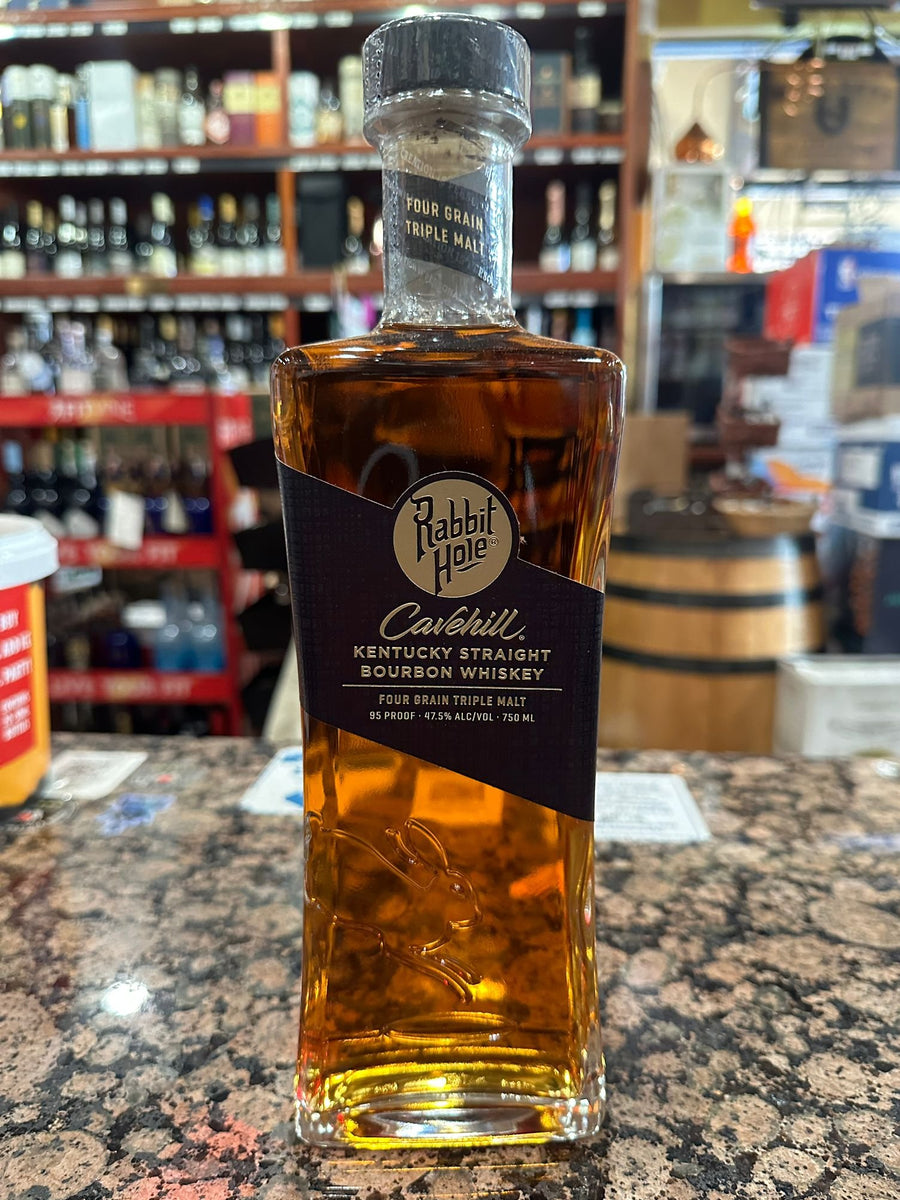 FOUR GRAIN
TRIPLE MALT
Rabbit
Hole®
Cavehill®
KENTUCKY STRAIGHT
BOURBON WHISKEY
FOUR GRAIN TRIPLE MALT
95 PROOF · 47.5% ALC/VOL · 750 ML